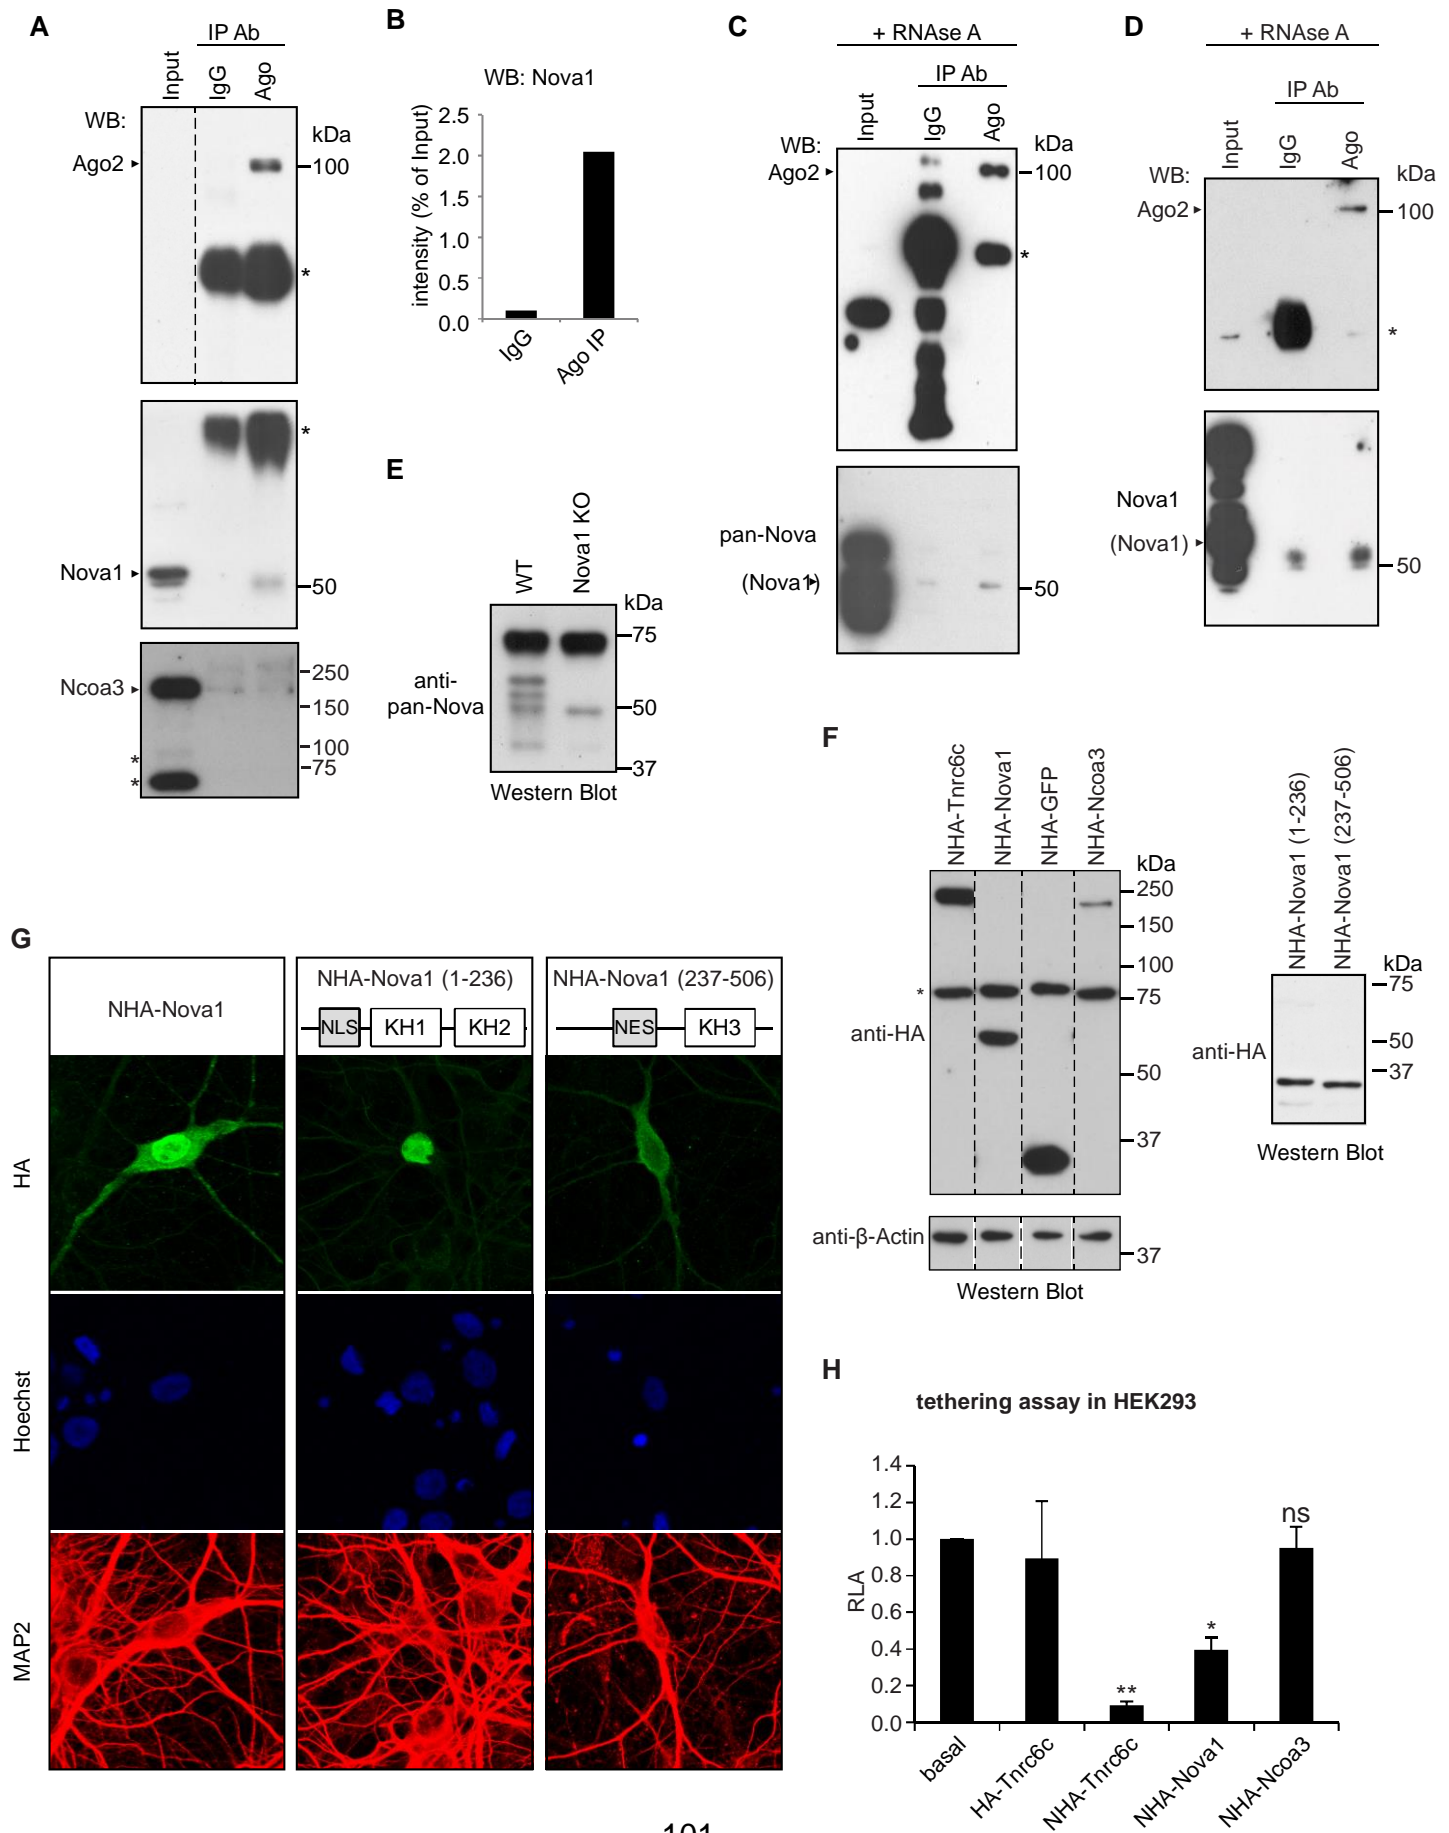 A
IP Ab
Input
IgG
Ago
WB:
kDa
Ago2
100
*
*
Nova1
50
Ncoa3
250
150
100
75
*
*
B
WB: Nova1
intensity (% of Input)
2.5
2.0
1.5
1.0
0.5
0.0
IgG
Ago IP
C
+ RNAse A
IP Ab
Input
IgG
Ago
WB:
kDa
Ago2
100
*
pan-Nova
(Nova1)
50
D
+ RNAse A
IP Ab
Input
IgG
Ago
WB:
kDa
Ago2
100
*
Nova1
(Nova1)
50
E
WT
Nova1 KO
kDa
75
anti-
pan-Nova
50
37
Western Blot
F
NHA-Tnrc6c
NHA-Nova1
NHA-GFP
NHA-Ncoa3
kDa
250
150
100
*
75
anti-HA
50
37
anti-β-Actin
37
Western Blot
NHA-Nova1 (1-236)
NHA-Nova1 (237-506)
kDa
75
50
anti-HA
37
Western Blot
G
NHA-Nova1
NHA-Nova1 (1-236)
NLS KH1 KH2
NHA-Nova1 (237-506)
NES KH3
HA
Hoechst
MAP2
H
tethering assay in HEK293
RLA
1.4
1.2
1.0
0.8
0.6
0.4
0.2
0.0
**
*
ns
basal
HA-Tnrc6c
NHA-Tnrc6c
NHA-Nova1
NHA-Ncoa3
101